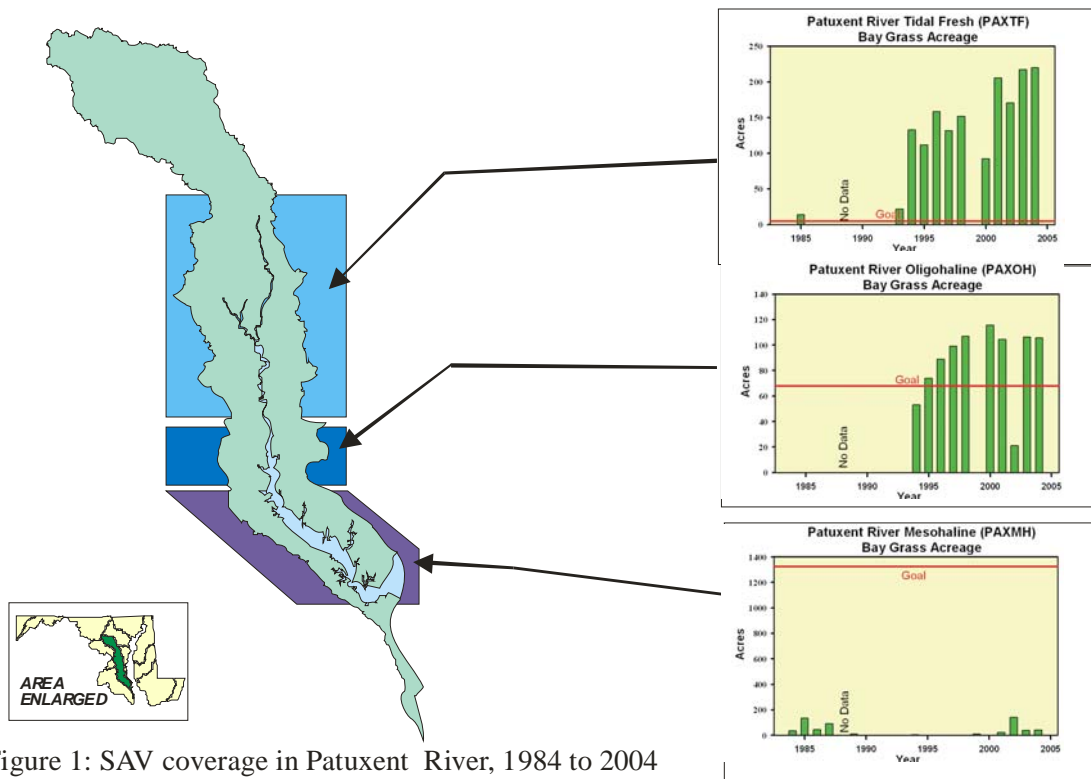 Patuxent River Tidal Fresh (PAXTF)
Bay Grass Acreage
250
200
150
100
50
0
Acres
No Data
Goal
1985 1990 1995 2000 2005
Year
Patuxent River Oligohaline (PAXOH)
Bay Grass Acreage
140
120
100
80
60
40
20
0
Acres
No Data
Goal
1985 1990 1995 2000 2005
Year
Patuxent River Mesohaline (PAXMH)
Bay Grass Acreage
1400
1200
1000
800
600
400
200
0
Acres
No Data
Goal
1985 1990 1995 2000 2005
AREA
ENLARGED
igure 1: SAV coverage in Patuxent River, 1984 to 2004